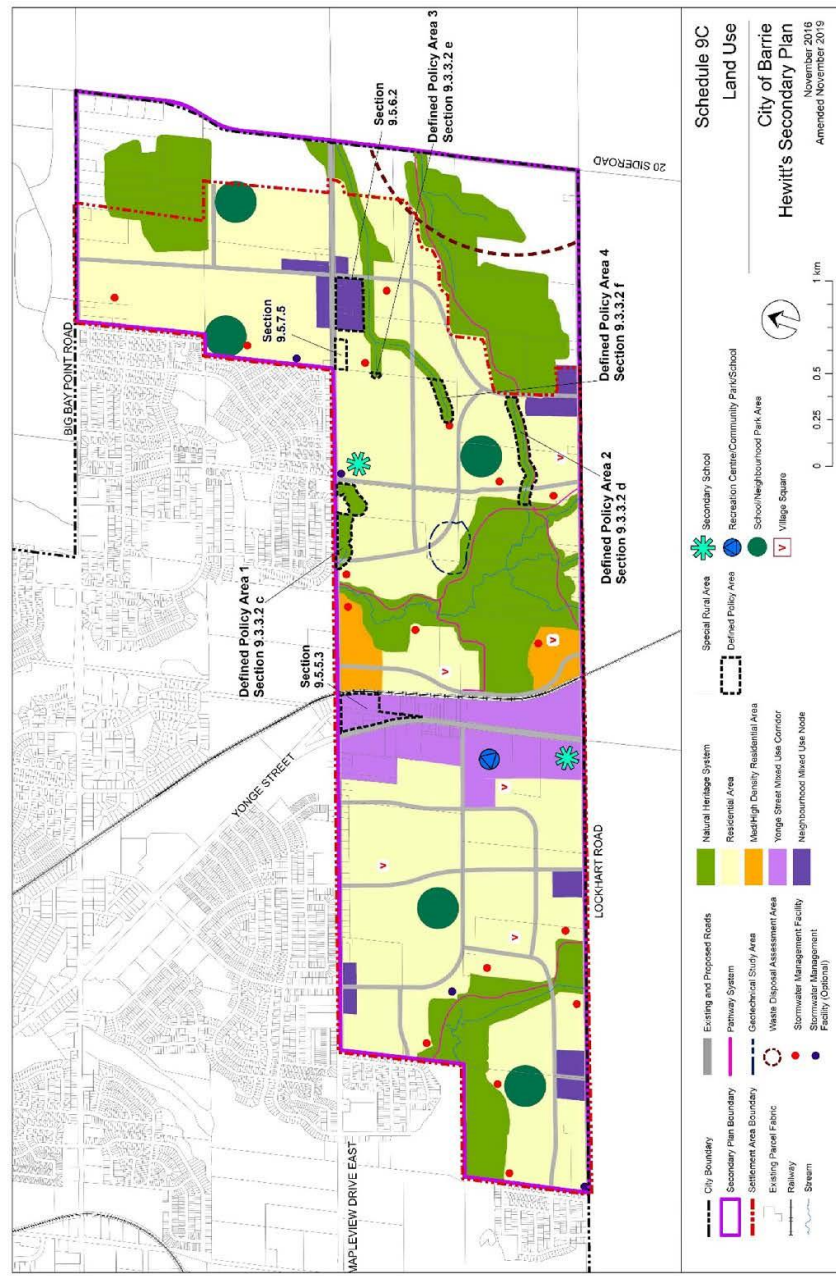 BIG BAY POINT ROAD
Section
9.5.7.5
Defined Policy Area 3
Section 9.3.3.2 e
Section
9.5.6.2
Defined Policy Area 4
Section 9.3.3.2 f
20 SIDEROAD
Defined Policy Area 1
Section 9.3.3.2 c
Section
9.5.5.3
Defined Policy Area 2
Section 9.3.3.2 d
YONGE STREET
MAPLEVIEW DRIVE EAST
LOCKHART ROAD
V
V
V
V
V
V
V
V
City Boundary
Secondary Plan Boundary
Settlement Area Boundary
Existing Parcel Fabric
Railway
Stream
Existing and Proposed Roads
Pathway System
Geotechnical Study Area
Waste Disposal Assessment Area
Stormwater Management Facility
Stormwater Management
Facility (Optional)
Natural Heritage System
Residential Area
Med/High Density Residential Area
Yonge Street Mixed Use Corridor
Neighbourhood Mixed Use Node
Special Rural Area
Defined Policy Area
Secondary School
Recreation Centre/Community Park/School
School/Neighbourhood Park Area
V Village Square
0 0.5 1 km
Schedule 9C
Land Use
City of Barrie
Hewitt's Secondary Plan
November 2016
Amended November 2019